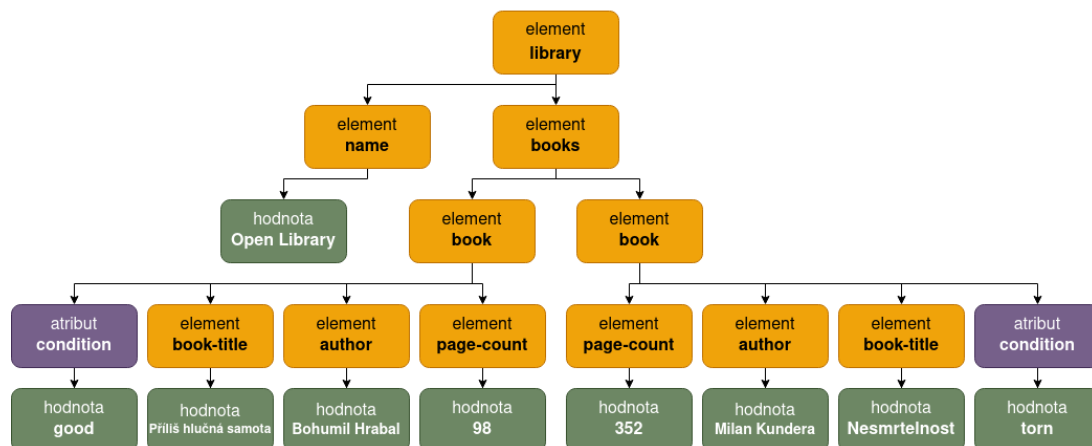 element
library
element
name
element
books
hodnota
Open Library
element
book
element
book
atribut
condition
element
book-title
element
author
element
page-count
element
page-count
element
author
element
book-title
atribut
condition
hodnota
good
hodnota
Příliš hlučná samota
hodnota
Bohumil Hrabal
hodnota
98
hodnota
352
hodnota
Milan Kundera
hodnota
Nesmrtelnost
hodnota
torn